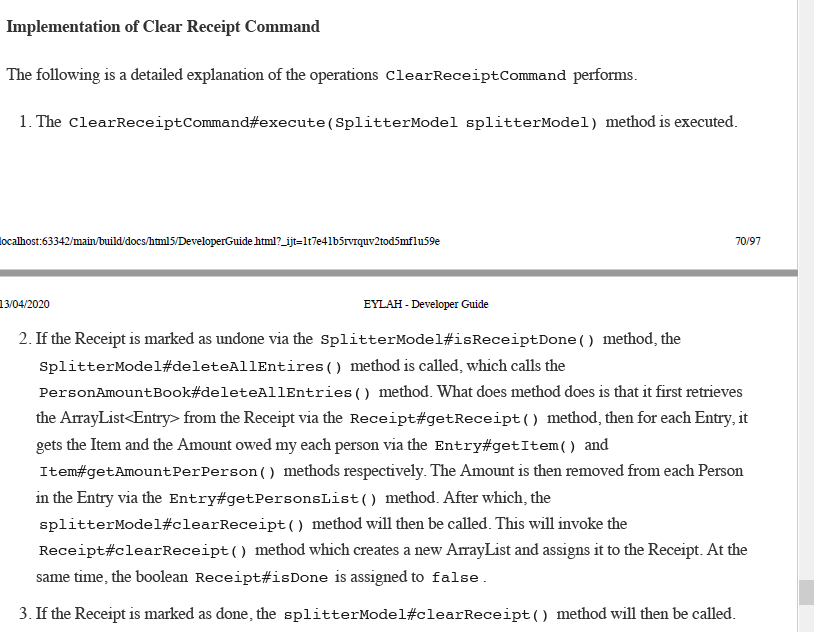 Implementation of Clear Receipt Command
The following is a detailed explanation of the operations ClearReceiptCommand performs.
1. The ClearReceiptCommand#execute(SplitterModel splitterModel) method is executed.
localhost:63342/main/build/docs/html5/DeveloperGuide.html?_ijt=1t7e41b5rvrquv2tod5mf1u59e 70/97
13/04/2020 EYLAH - Developer Guide
2. If the Receipt is marked as undone via the SplitterModel#isReceiptDone() method, the
SplitterModel#deleteAllEntires() method is called, which calls the
PersonAmountBook#deleteAllEntries() method. What does method does is that it first retrieves
the ArrayList<Entry> from the Receipt via the Receipt#getReceipt() method, then for each Entry, it
gets the Item and the Amount owed my each person via the Entry#getItem() and
Item#getAmountPerPerson() methods respectively. The Amount is then removed from each Person
in the Entry via the Entry#getPersonsList() method. After which, the
splitterModel#clearReceipt() method will then be called. This will invoke the
Receipt#clearReceipt() method which creates a new ArrayList and assigns it to the Receipt. At the
same time, the boolean Receipt#isDone is assigned to false.
3. If the Receipt is marked as done, the splitterModel#clearReceipt() method will then be called.